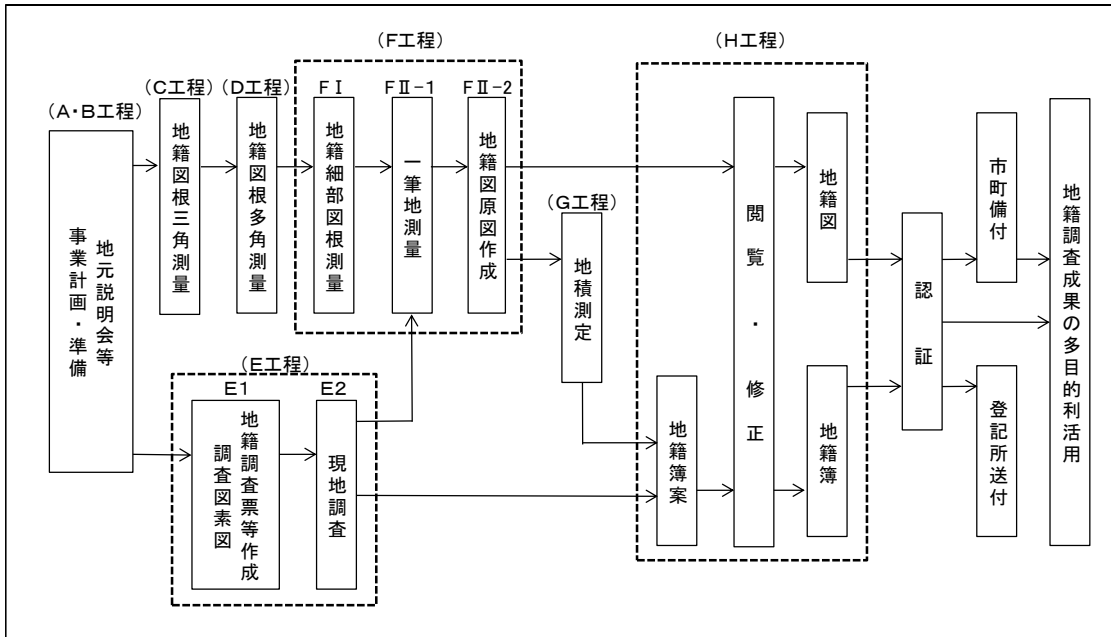 (A・B工程)
地元説明会等
事業計画・準備
(C工程)
地籍図根三角測量
(D工程)
地籍図根多角測量
(F工程)
FⅠ
地籍細部図根測量
FⅡ-1
一筆地測量
FⅡ-2
地籍図原図作成
(E工程)
E1
地籍調査票等作成
調査図素図
E2
現地調査
(G工程)
地積測定
(H工程)
地籍簿案
閲覧・修正
地籍図
地籍簿
認証
市町備付
登記所送付
地籍調査成果の多目的利活用